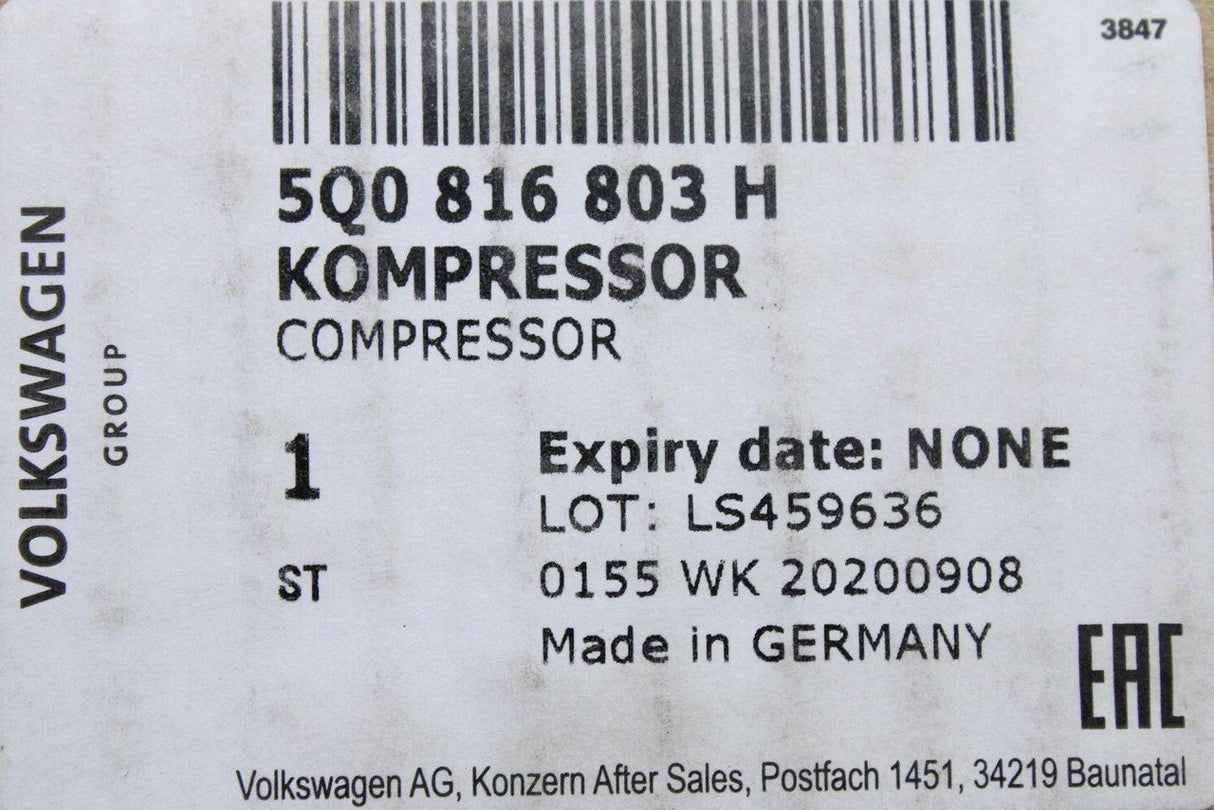 3847
5Q0 816 803 H
KOMPRESSOR
COMPRESSOR
VOLKSWAGEN
GROUP
1
Expiry date: NONE
LOT: LS459636
ST
0155 WK 20200908
Made in GERMANY
EAC
Volkswagen AG, Konzern After Sales, Postfach 1451, 34219 Baunatal